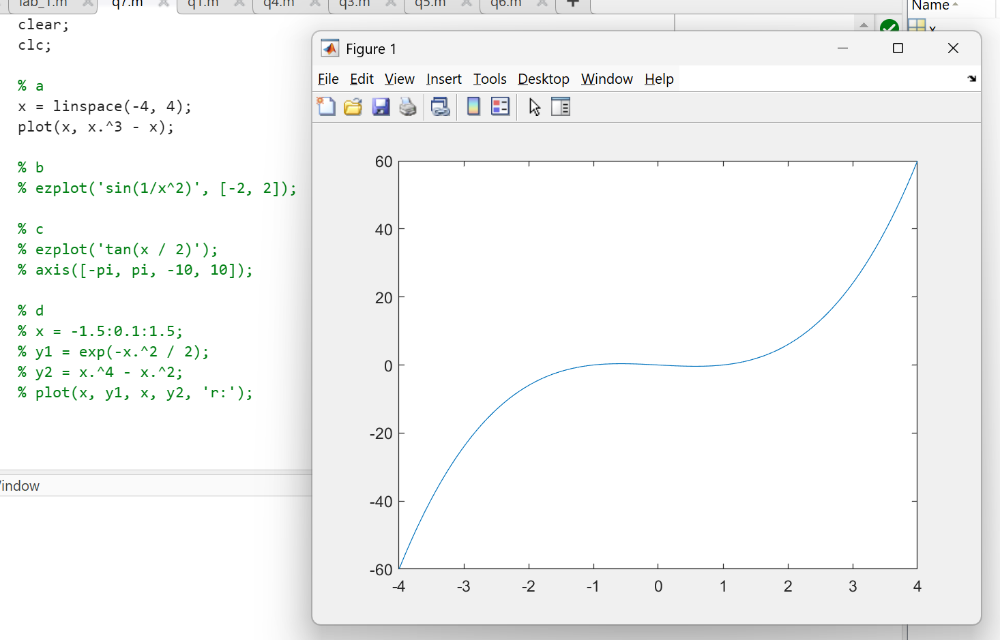 lab_1.m q7.m q1.m q4.m q3.m q5.m q6.m
Name
x
clear;
clc;
% a
x = linspace(-4, 4);
plot(x, x.^3 - x);
% b
% ezplot('sin(1/x^2)', [-2, 2]);
% c
% ezplot('tan(x / 2)');
% axis([-pi, pi, -10, 10]);
% d
% x = -1.5:0.1:1.5;
% y1 = exp(-x.^2 / 2);
% y2 = x.^4 - x.^2;
% plot(x, y1, x, y2, 'r:');
Window
Figure 1
File Edit View Insert Tools Desktop Window Help
60
40
20
0
-20
-40
-60
-4 -3 -2 -1 0 1 2 3 4